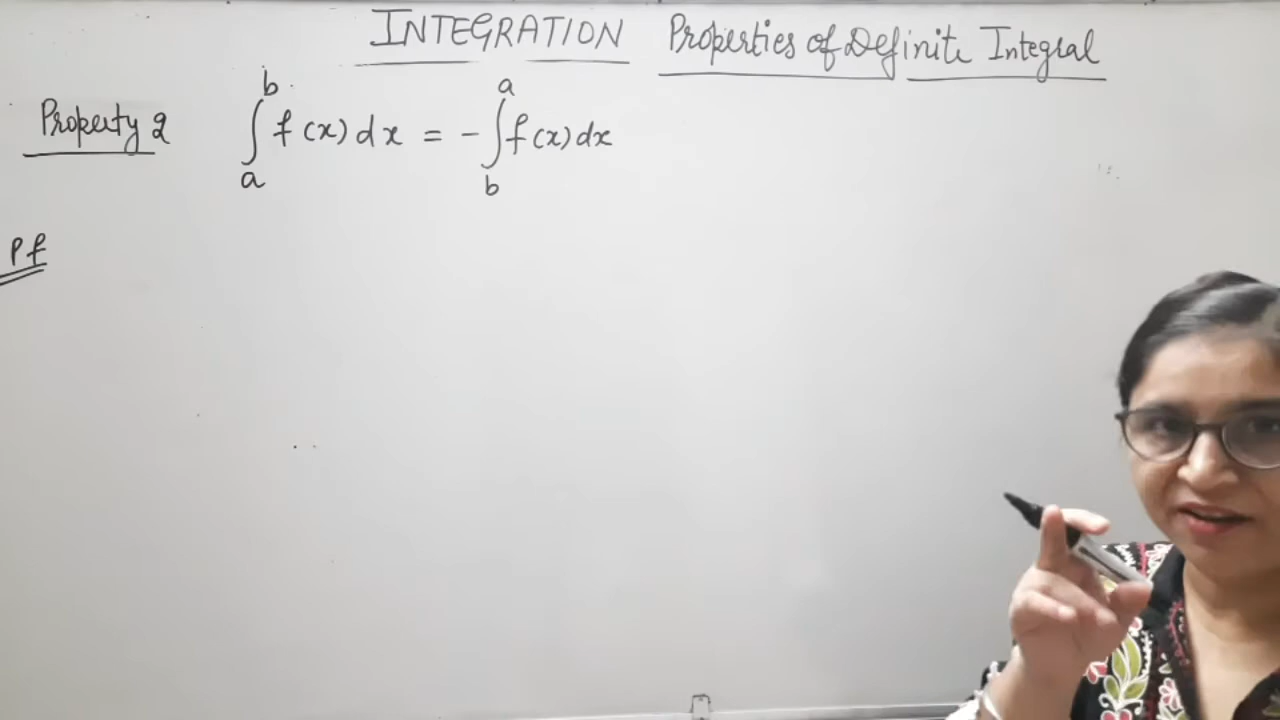 INTEGRATION Properties of Definite Integral
Property 2 ∫_a^b f(x) dx = - ∫_b^a f(x) dx
Pf